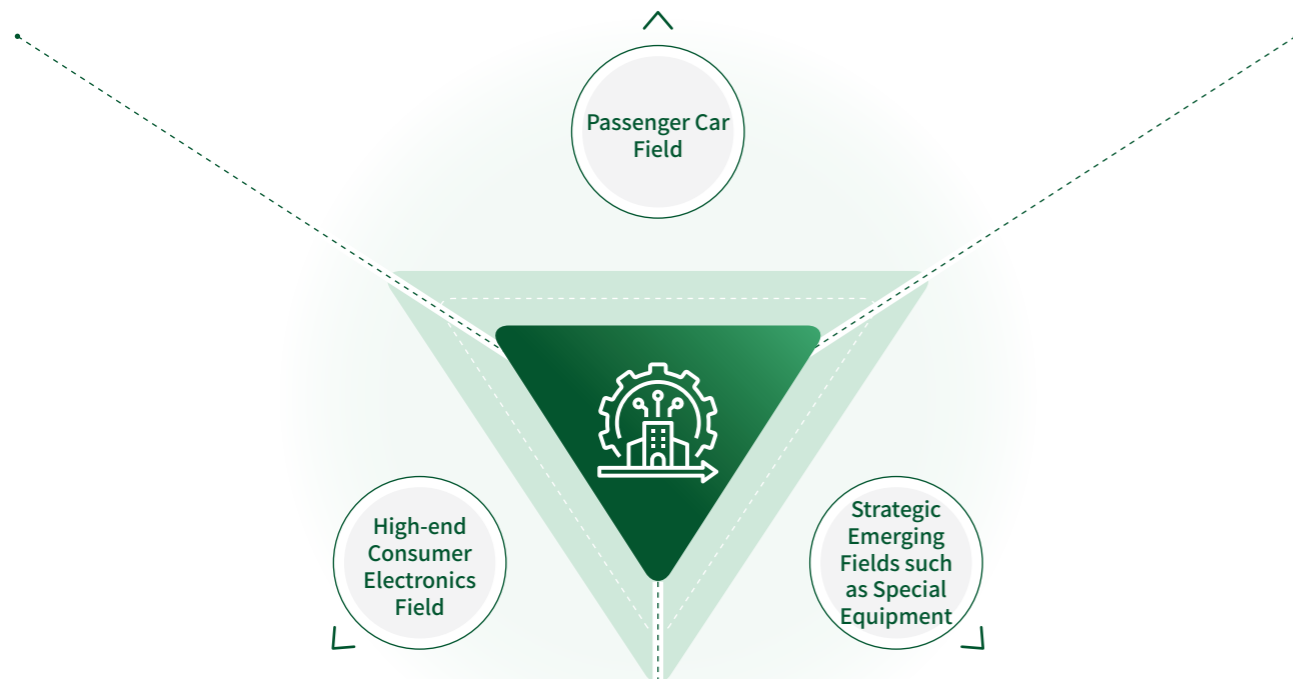 Passenger Car
Field
High-end
Consumer
Electronics
Field
Strategic
Emerging
Fields such
as Special
Equipment